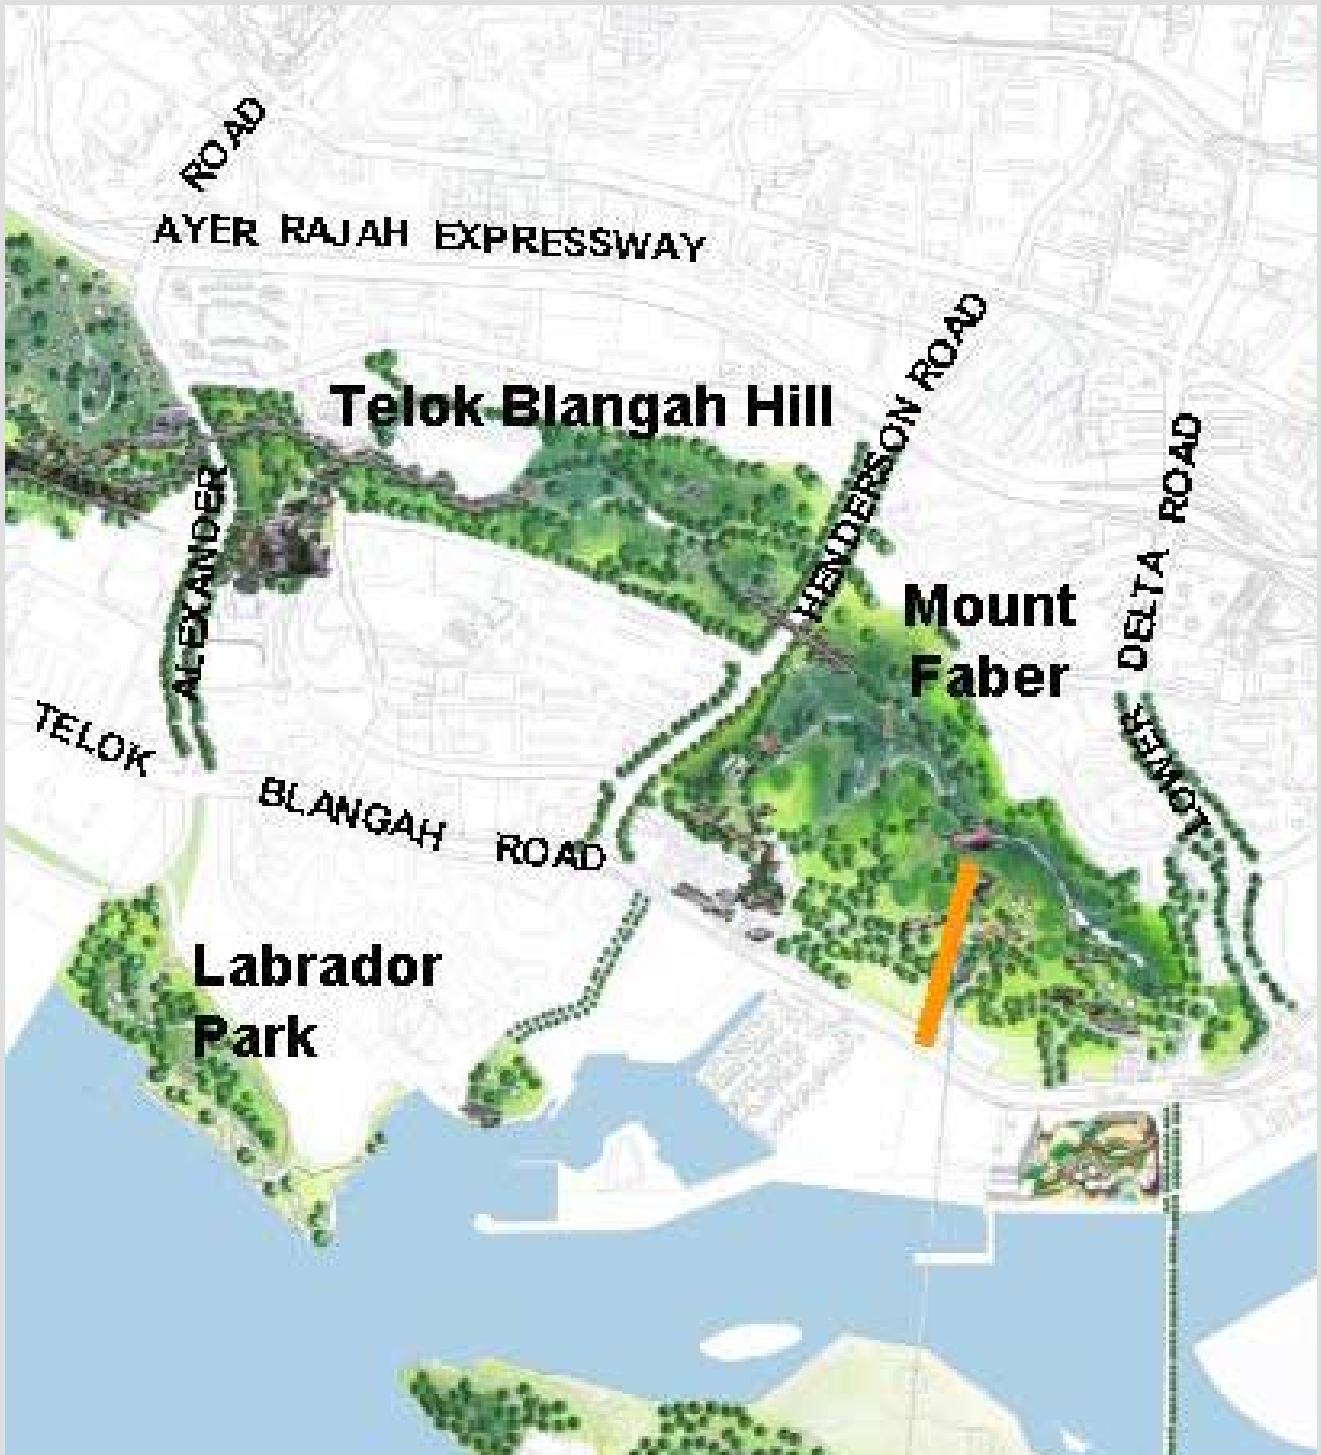 ROAD
AYER RAJAH EXPRESSWAY
HENDERSON ROAD
Telok Blangah Hill
LOWER DELTA ROAD
ALEXANDER
Mount
Faber
TELOK BLANGAH ROAD
Labrador
Park